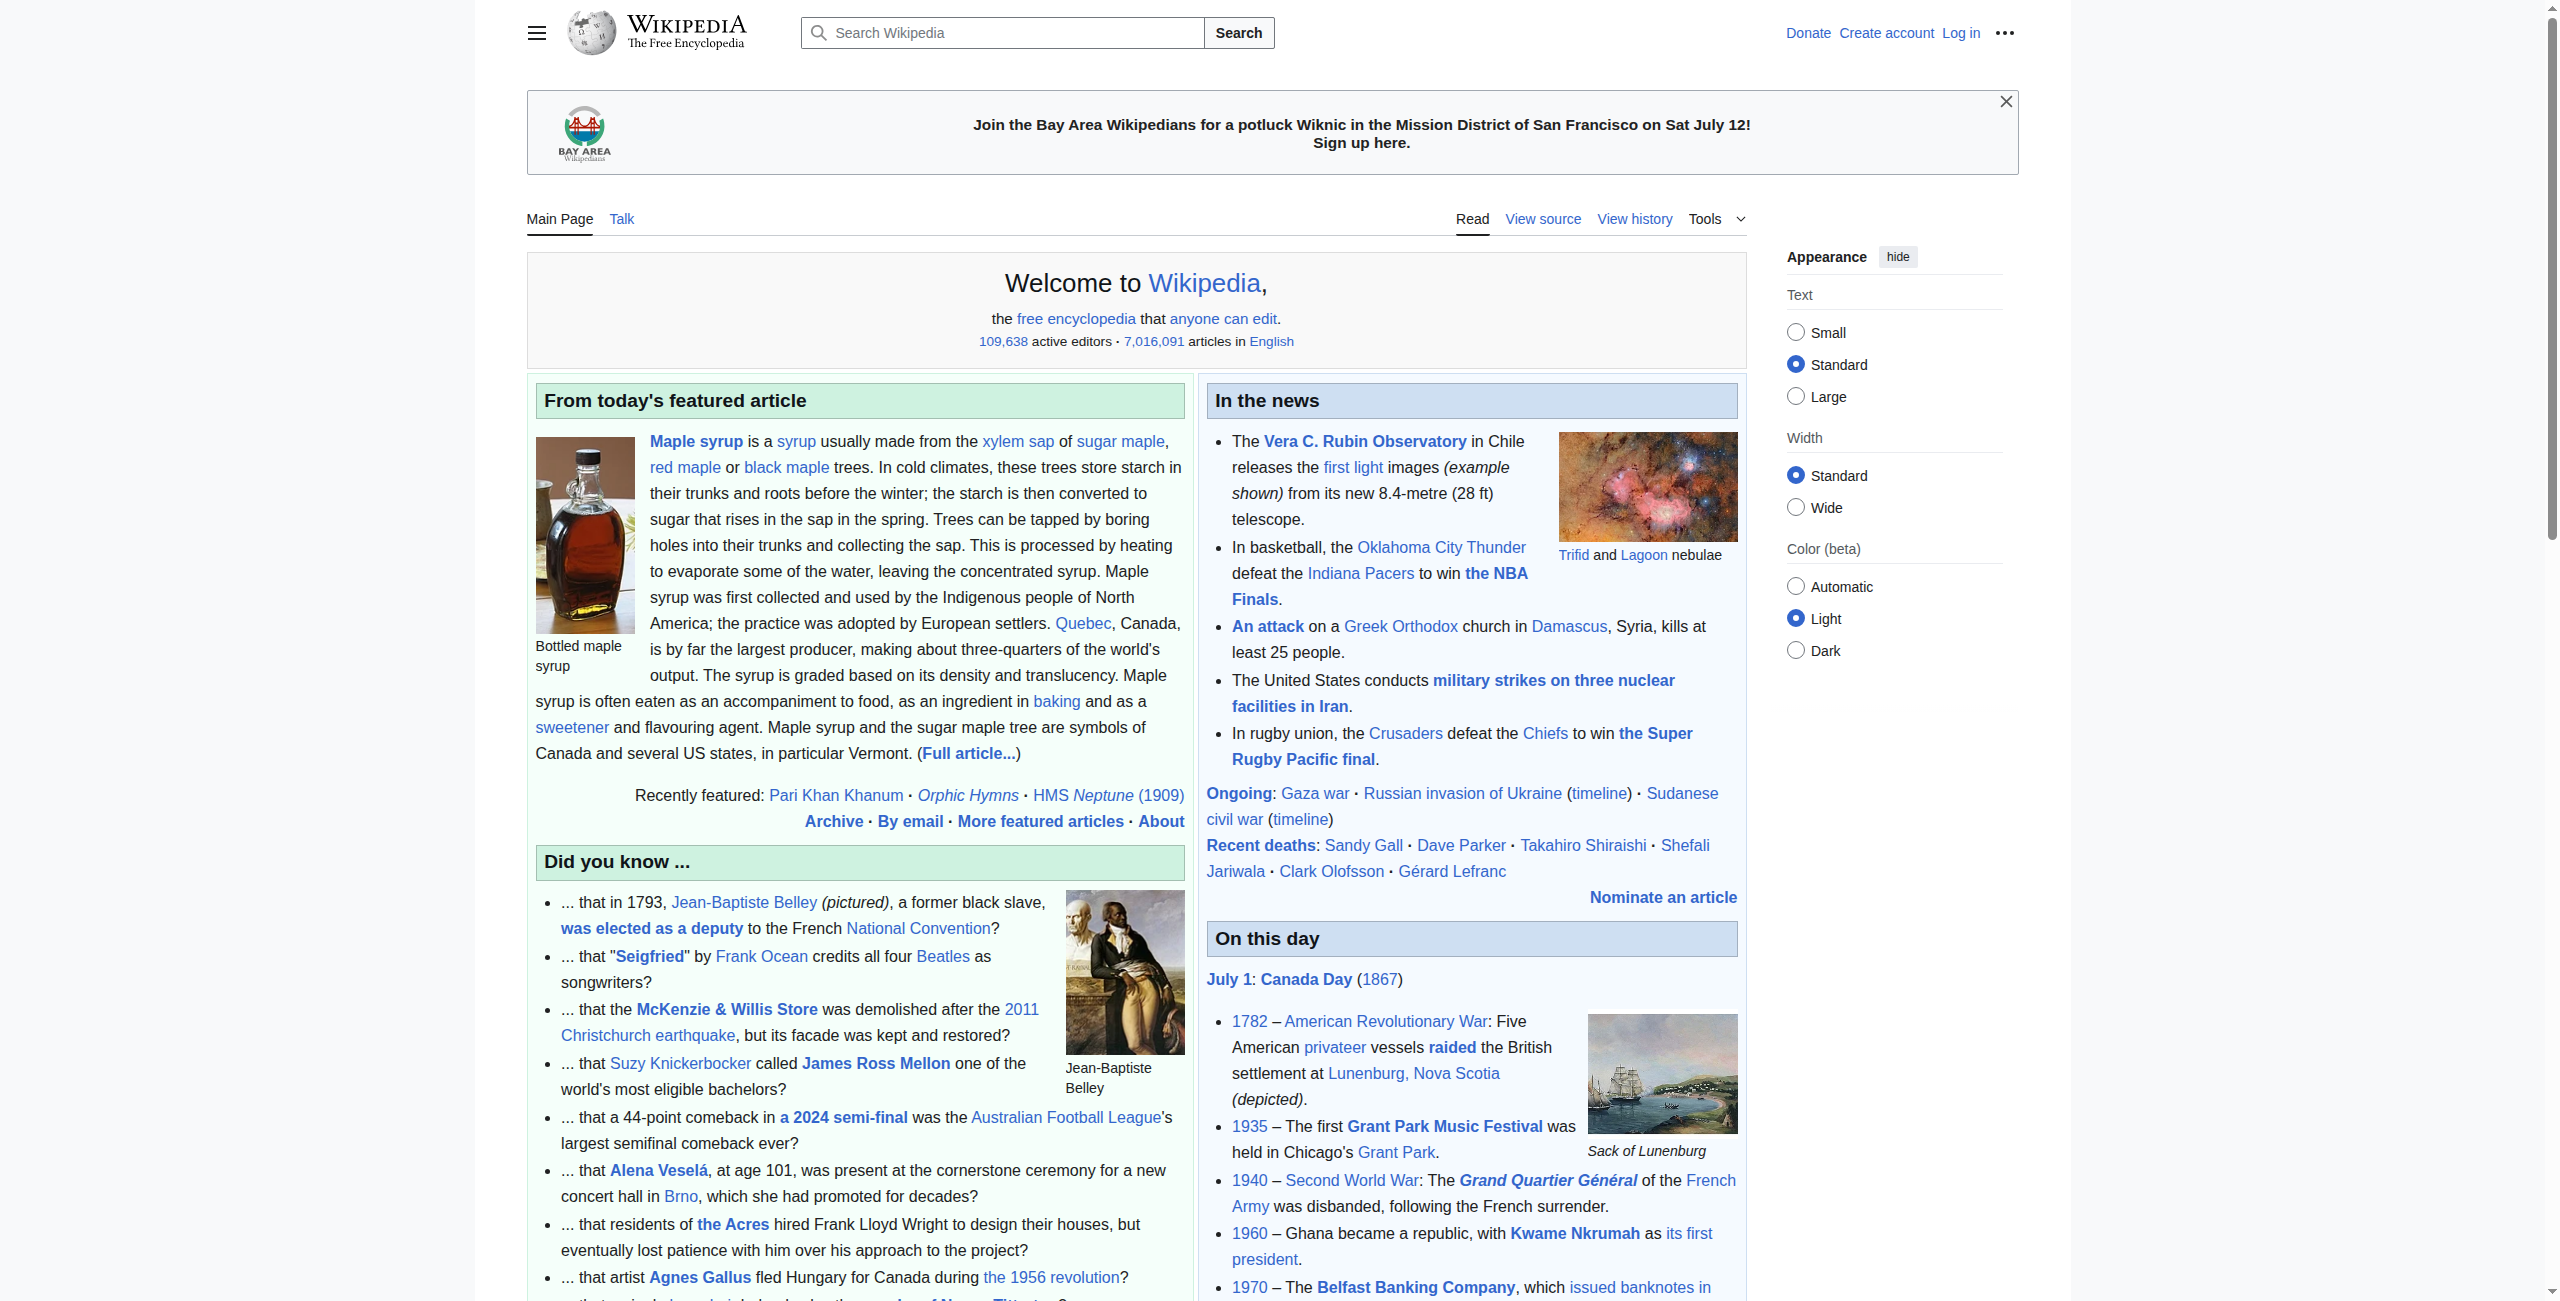 WIKIPEDIA
The Free Encyclopedia
Search Wikipedia
Search
Donate Create account Log in
BAY AREA
Wikipedians
Join the Bay Area Wikipedians for a potluck Wiknic in the Mission District of San Francisco on Sat July 12!
Sign up here.
Main Page Talk
Read View source View history Tools
Welcome to Wikipedia,
the free encyclopedia that anyone can edit.
109,638 active editors · 7,016,091 articles in English
From today's featured article
Maple syrup is a syrup usually made from the xylem sap of sugar maple,
red maple or black maple trees. In cold climates, these trees store starch in
their trunks and roots before the winter; the starch is then converted to
sugar that rises in the sap in the spring. Trees can be tapped by boring
holes into their trunks and collecting the sap. This is processed by heating
to evaporate some of the water, leaving the concentrated syrup. Maple
syrup was first collected and used by the Indigenous people of North
America; the practice was adopted by European settlers. Quebec, Canada,
is by far the largest producer, making about three-quarters of the world's
output. The syrup is graded based on its density and translucency. Maple
syrup is often eaten as an accompaniment to food, as an ingredient in baking and as a
sweetener and flavouring agent. Maple syrup and the sugar maple tree are symbols of
Canada and several US states, in particular Vermont. (Full article...)
Bottled maple
syrup
Recently featured: Pari Khan Khanum · Orphic Hymns · HMS Neptune (1909)
Archive · By email · More featured articles · About
Did you know ...
... that in 1793, Jean-Baptiste Belley (pictured), a former black slave,
was elected as a deputy to the French National Convention?
... that "Seigfried" by Frank Ocean credits all four Beatles as
songwriters?
... that the McKenzie & Willis Store was demolished after the 2011
Christchurch earthquake, but its facade was kept and restored?
... that Suzy Knickerbocker called James Ross Mellon one of the
world's most eligible bachelors?
Jean-Baptiste
Belley
... that a 44-point comeback in a 2024 semi-final was the Australian Football League's
largest semifinal comeback ever?
... that Alena Veselá, at age 101, was present at the cornerstone ceremony for a new
concert hall in Brno, which she had promoted for decades?
... that residents of the Acres hired Frank Lloyd Wright to design their houses, but
eventually lost patience with him over his approach to the project?
... that artist Agnes Gallus fled Hungary for Canada during the 1956 revolution?
In the news
The Vera C. Rubin Observatory in Chile
releases the first light images (example
shown) from its new 8.4-metre (28 ft)
telescope.
Trifid and Lagoon nebulae
In basketball, the Oklahoma City Thunder
defeat the Indiana Pacers to win the NBA
Finals.
An attack on a Greek Orthodox church in Damascus, Syria, kills at
least 25 people.
The United States conducts military strikes on three nuclear
facilities in Iran.
In rugby union, the Crusaders defeat the Chiefs to win the Super
Rugby Pacific final.
Ongoing: Gaza war · Russian invasion of Ukraine (timeline) · Sudanese
civil war (timeline)
Recent deaths: Sandy Gall · Dave Parker · Takahiro Shiraishi · Shefali
Jariwala · Clark Olofsson · Gérard Lefranc
Nominate an article
On this day
July 1: Canada Day (1867)
1782 – American Revolutionary War: Five
American privateer vessels raided the British
settlement at Lunenburg, Nova Scotia
(depicted).
1935 – The first Grant Park Music Festival was
held in Chicago's Grant Park.
Sack of Lunenburg
1940 – Second World War: The Grand Quartier Général of the French
Army was disbanded, following the French surrender.
1960 – Ghana became a republic, with Kwame Nkrumah as its first
president.
1970 – The Belfast Banking Company, which issued banknotes in
Appearance hide
Text
Small
Standard
Large
Width
Standard
Wide
Color (beta)
Automatic
Light
Dark